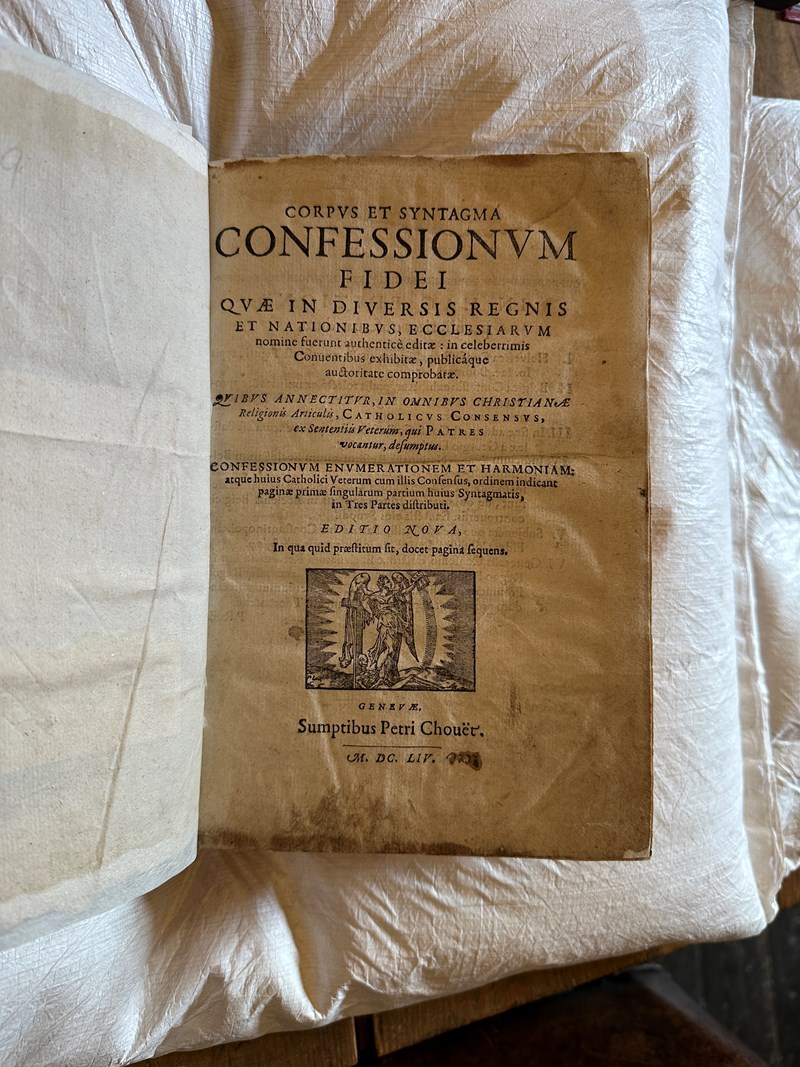 CORPVS ET SYNTAGMA
CONFESSIONVM
FIDEI
QVÆ IN DIVERSIS REGNIS
ET NATIONIBVS, ECCLESIARVM
nomine fuerunt authenticè editæ : in celeberrimis
Conuentibus exhibitæ, publicáque
auctoritate comprobatæ.
QVIBVS ANNECTITVR, IN OMNIBVS CHRISTIANÆ
Religionis Articulis, CATHOLICVS CONSENSVS,
ex Sententiis Veterum, qui PATRES
vocantur, deſumptus.
CONFESSIONVM ENVMERATIONEM ET HARMONIAM:
atque huius Catholici Veterum cum illis Conſenſus, ordinem indicant
paginæ primæ ſingularum partium huius Syntagmatis,
in Tres Partes diſtributi.
EDITIO NOVA,
In qua quid præſtitum ſit, docet pagina ſequens.
GENEVÆ,
Sumptibus Petri Chouët.
M. DC. LIV.